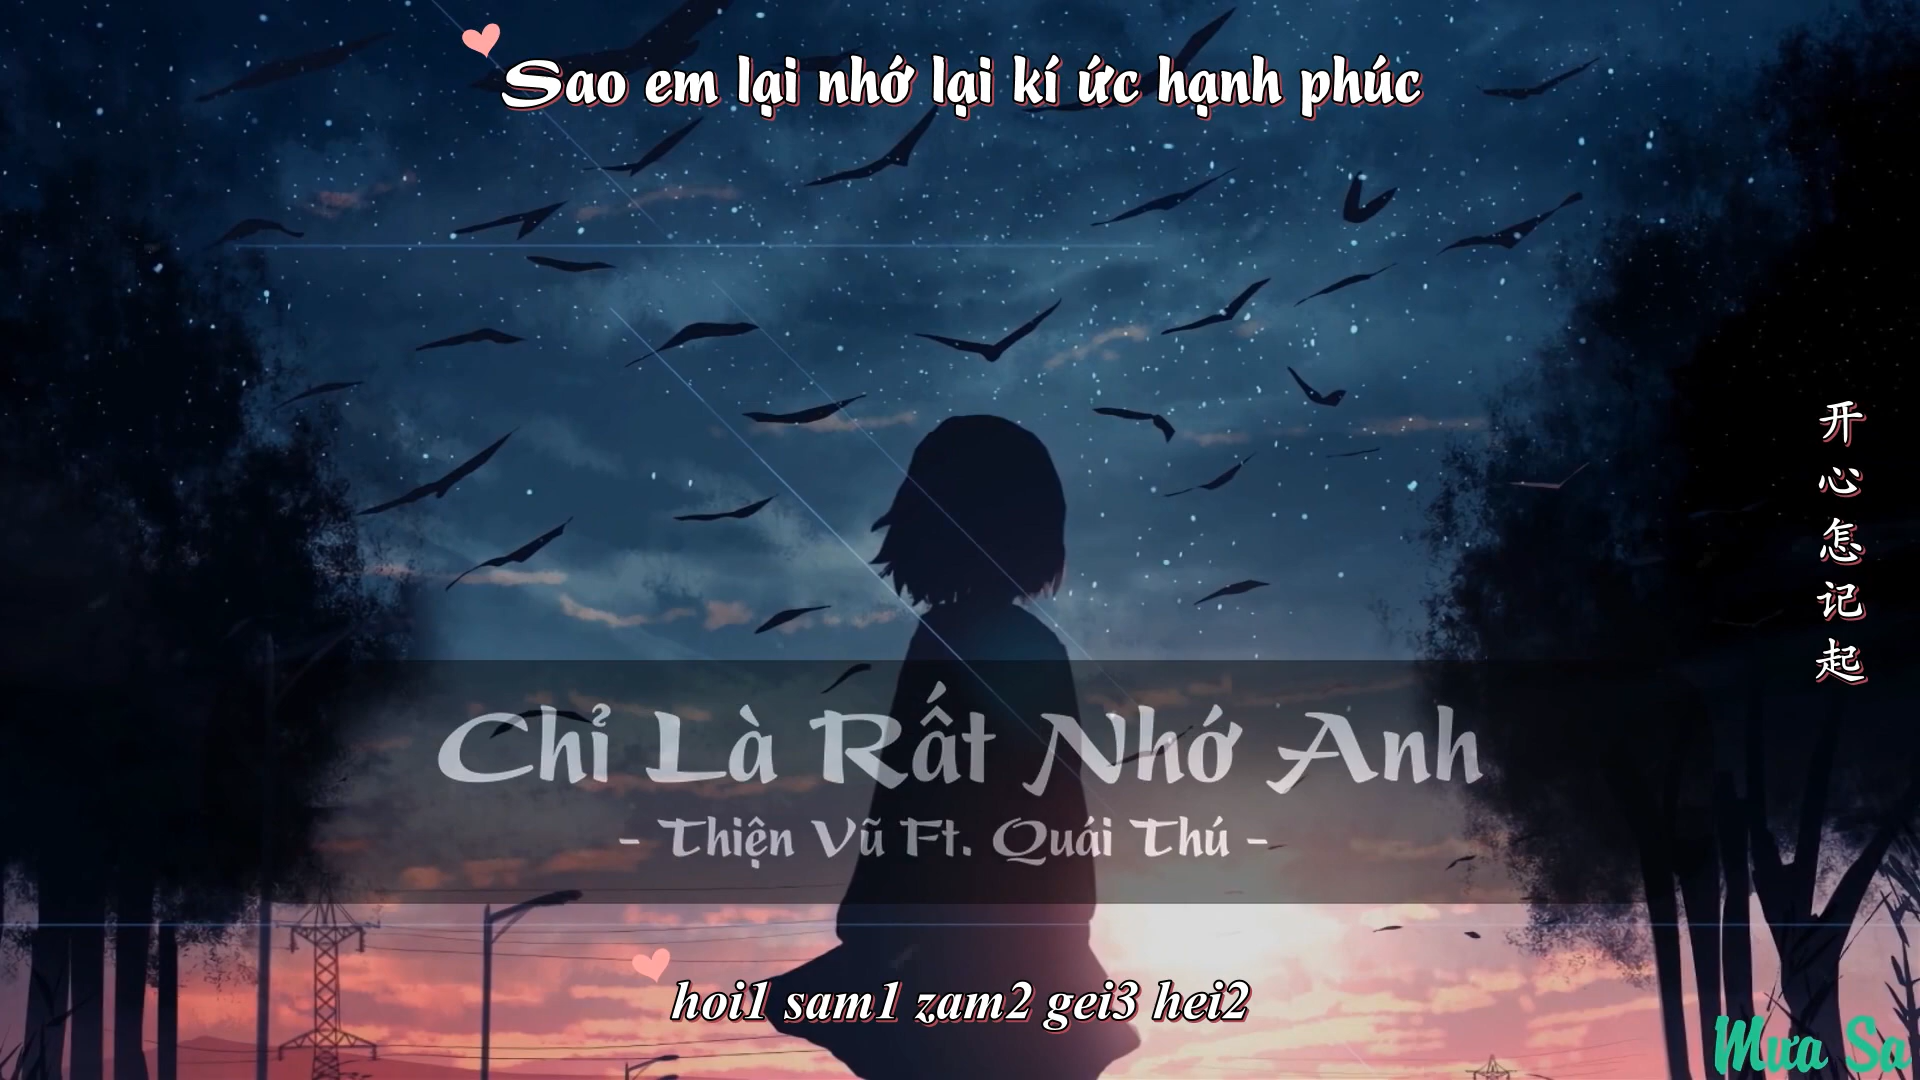 Sao em lại nhớ lại kí ức hạnh phúc
开心怎记起
Chỉ Là Rất Nhớ Anh
- Thiện Vũ Ft. Quái Thú -
hoi1 sam1 zam2 gei3 hei2
Mưa Sa